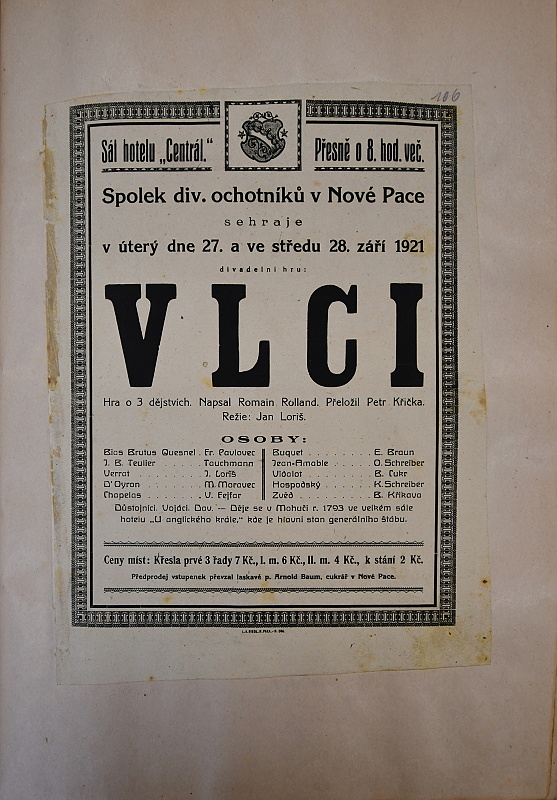 106
Sál hotelu „Centrál.“
Přesně o 8. hod. več.
Spolek div. ochotníků v Nové Pace
sehraje
v úterý dne 27. a ve středu 28. září 1921
divadelní hru:
VLCI
Hra o 3 dějstvích. Napsal Romain Rolland. Přeložil Petr Křička.
Režie: Jan Loriš.
OSOBY:
Bias Brutus Quesnel . Fr. Pavlovec
J. B. Teulier . . . . . Tauchmann
Verrat . . . . . . . . J. Loriš
D'Oyron . . . . . . . M. Moravec
Chapelas . . . . . . . V. Fejfar
Buquet . . . . . . . . E. Braun
Jean-Amable . . . . . O. Schreiber
Vidalot . . . . . . . . B. Cukr
Hospodský . . . . . . K. Schreiber
Zvěd . . . . . . . . . B. Křikava
Důstojníci. Vojáci. Dav. — Děje se v Mohuči r. 1793 ve velkém sále
hotelu „U anglického krále,“ kde je hlavní stan generálního štábu.
Ceny míst: Křesla prvé 3 řady 7 Kč., I. m. 6 Kč., II. m. 4 Kč., k stání 2 Kč.
Předprodej vstupenek převzal laskavě p. Arnold Baum, cukrář v Nové Pace.